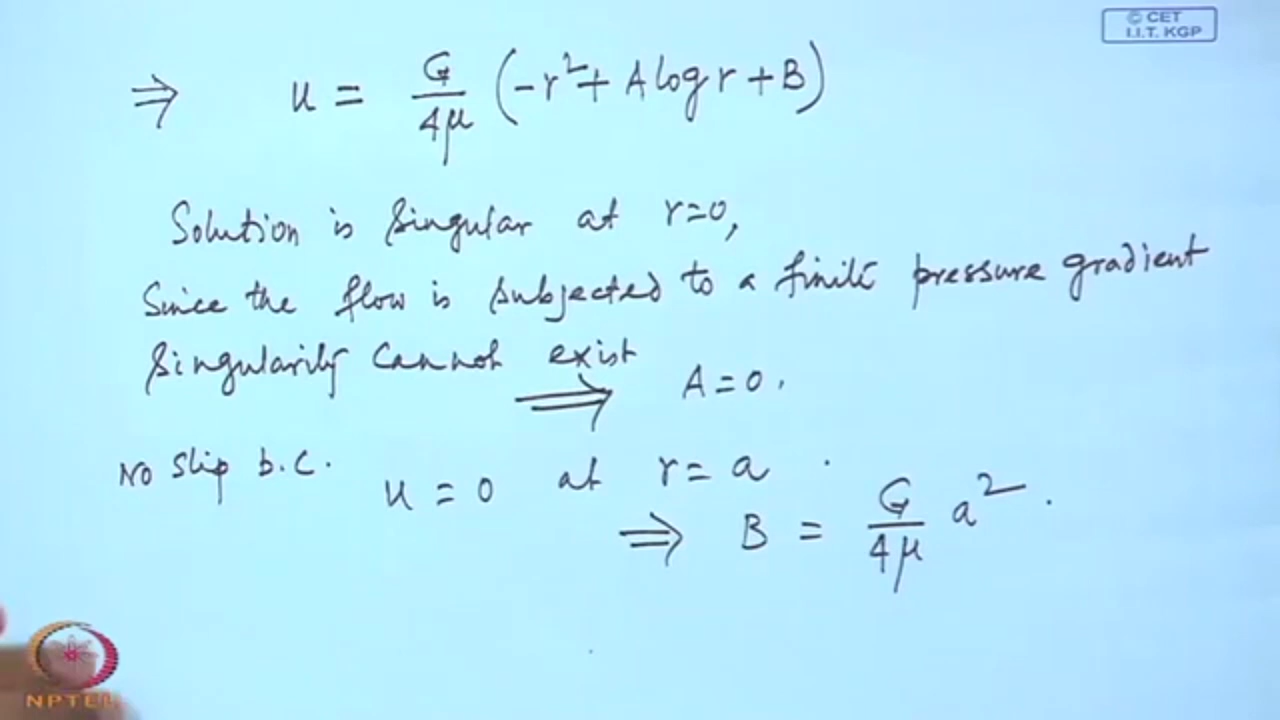 © CET
I.I.T. KGP
⇒ u = G/4μ (-r² + A log r + B)
Solution is singular at r=0,
Since the flow is subjected to a finite pressure gradient
singularity cannot exist
⇒ A = 0.
No slip b.c. u = 0 at r = a.
⇒ B = G/4μ a².
NPTEL